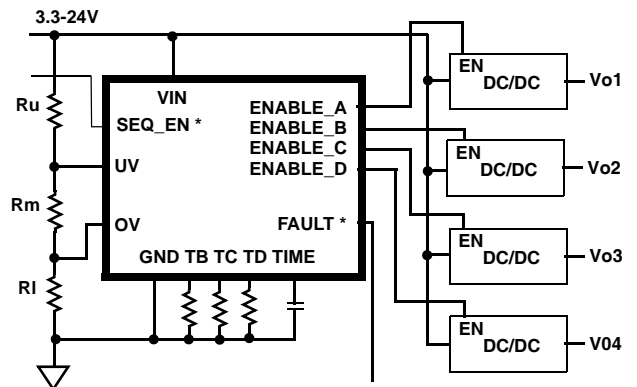 3.3-24V
EN
DC/DC
Vo1
VIN
Ru
ENABLE_A
SEQ_EN *
ENABLE_B
ENABLE_C
ENABLE_D
EN
DC/DC
Vo2
UV
Rm
OV
FAULT *
EN
DC/DC
Vo3
GND TB TC TD TIME
Rl
EN
DC/DC
V04